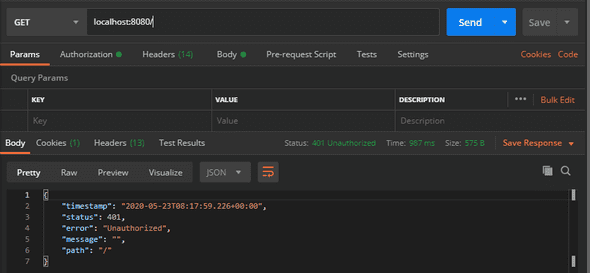 GET localhost:8080/ Send Save
Params Authorization Headers (14) Body Pre-request Script Tests Settings Cookies Code
Query Params
KEY VALUE DESCRIPTION ••• Bulk Edit
Key Value Description
Body Cookies (1) Headers (13) Test Results Status: 401 Unauthorized Time: 987 ms Size: 575 B Save Response
Pretty Raw Preview Visualize JSON
1 {
2 "timestamp": "2020-05-23T08:17:59.226+00:00",
3 "status": 401,
4 "error": "Unauthorized",
5 "message": "",
6 "path": "/"
7 }